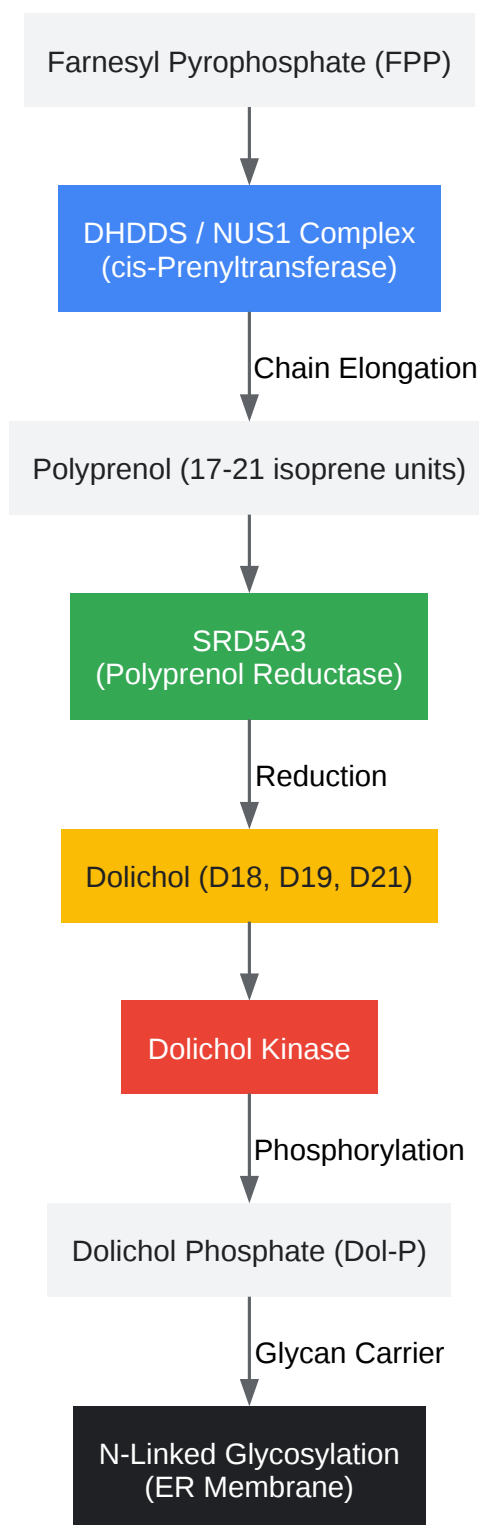 Farnesyl Pyrophosphate (FPP)
DHDDS / NUS1 Complex
(cis-Prenyltransferase)
Chain Elongation
Polyprenol (17-21 isoprene units)
SRD5A3
(Polyprenol Reductase)
Reduction
Dolichol (D18, D19, D21)
Dolichol Kinase
Phosphorylation
Dolichol Phosphate (Dol-P)
Glycan Carrier
N-Linked Glycosylation
(ER Membrane)